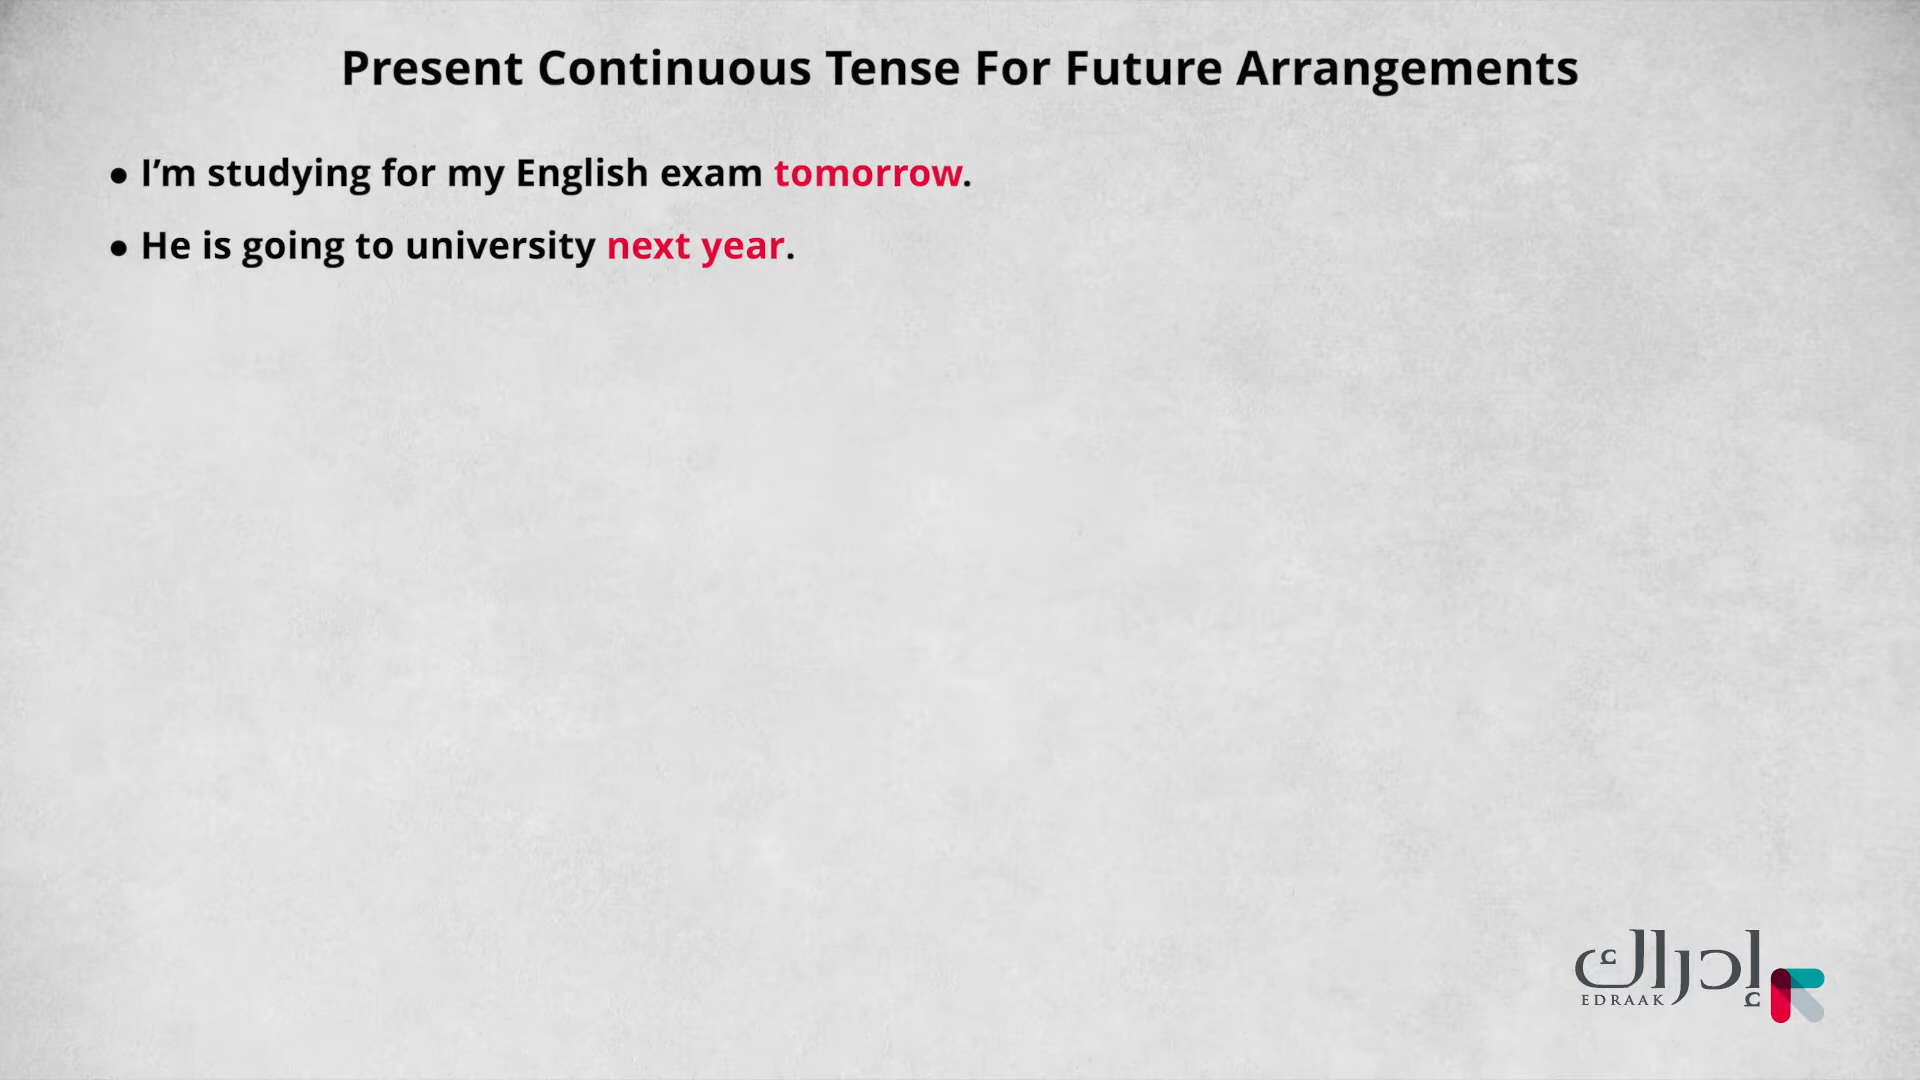 Present Continuous Tense For Future Arrangements
• I’m studying for my English exam tomorrow.
• He is going to university next year.
إدراك
EDRAAK